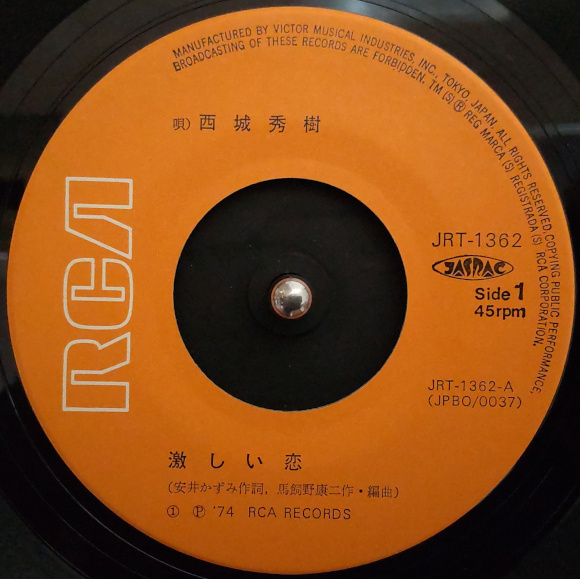 MANUFACTURED BY VICTOR MUSICAL INDUSTRIES, INC., TOKYO, JAPAN. ALL RIGHTS RESERVED, COPYING PUBLIC PERFORMANCE,
BROADCASTING OF THESE RECORDS ARE FORBIDDEN. TM(S)® REG MARCA(S) REGISTRADA(S) RCA CORPORATION.
唄) 西城秀樹
RCA
JRT-1362
JASRAC
Side 1
45rpm
JRT-1362-A
(JPBO/0037)
激しい恋
(安井かずみ作詞, 馬飼野康二作・編曲)
① ℗ '74 RCA RECORDS